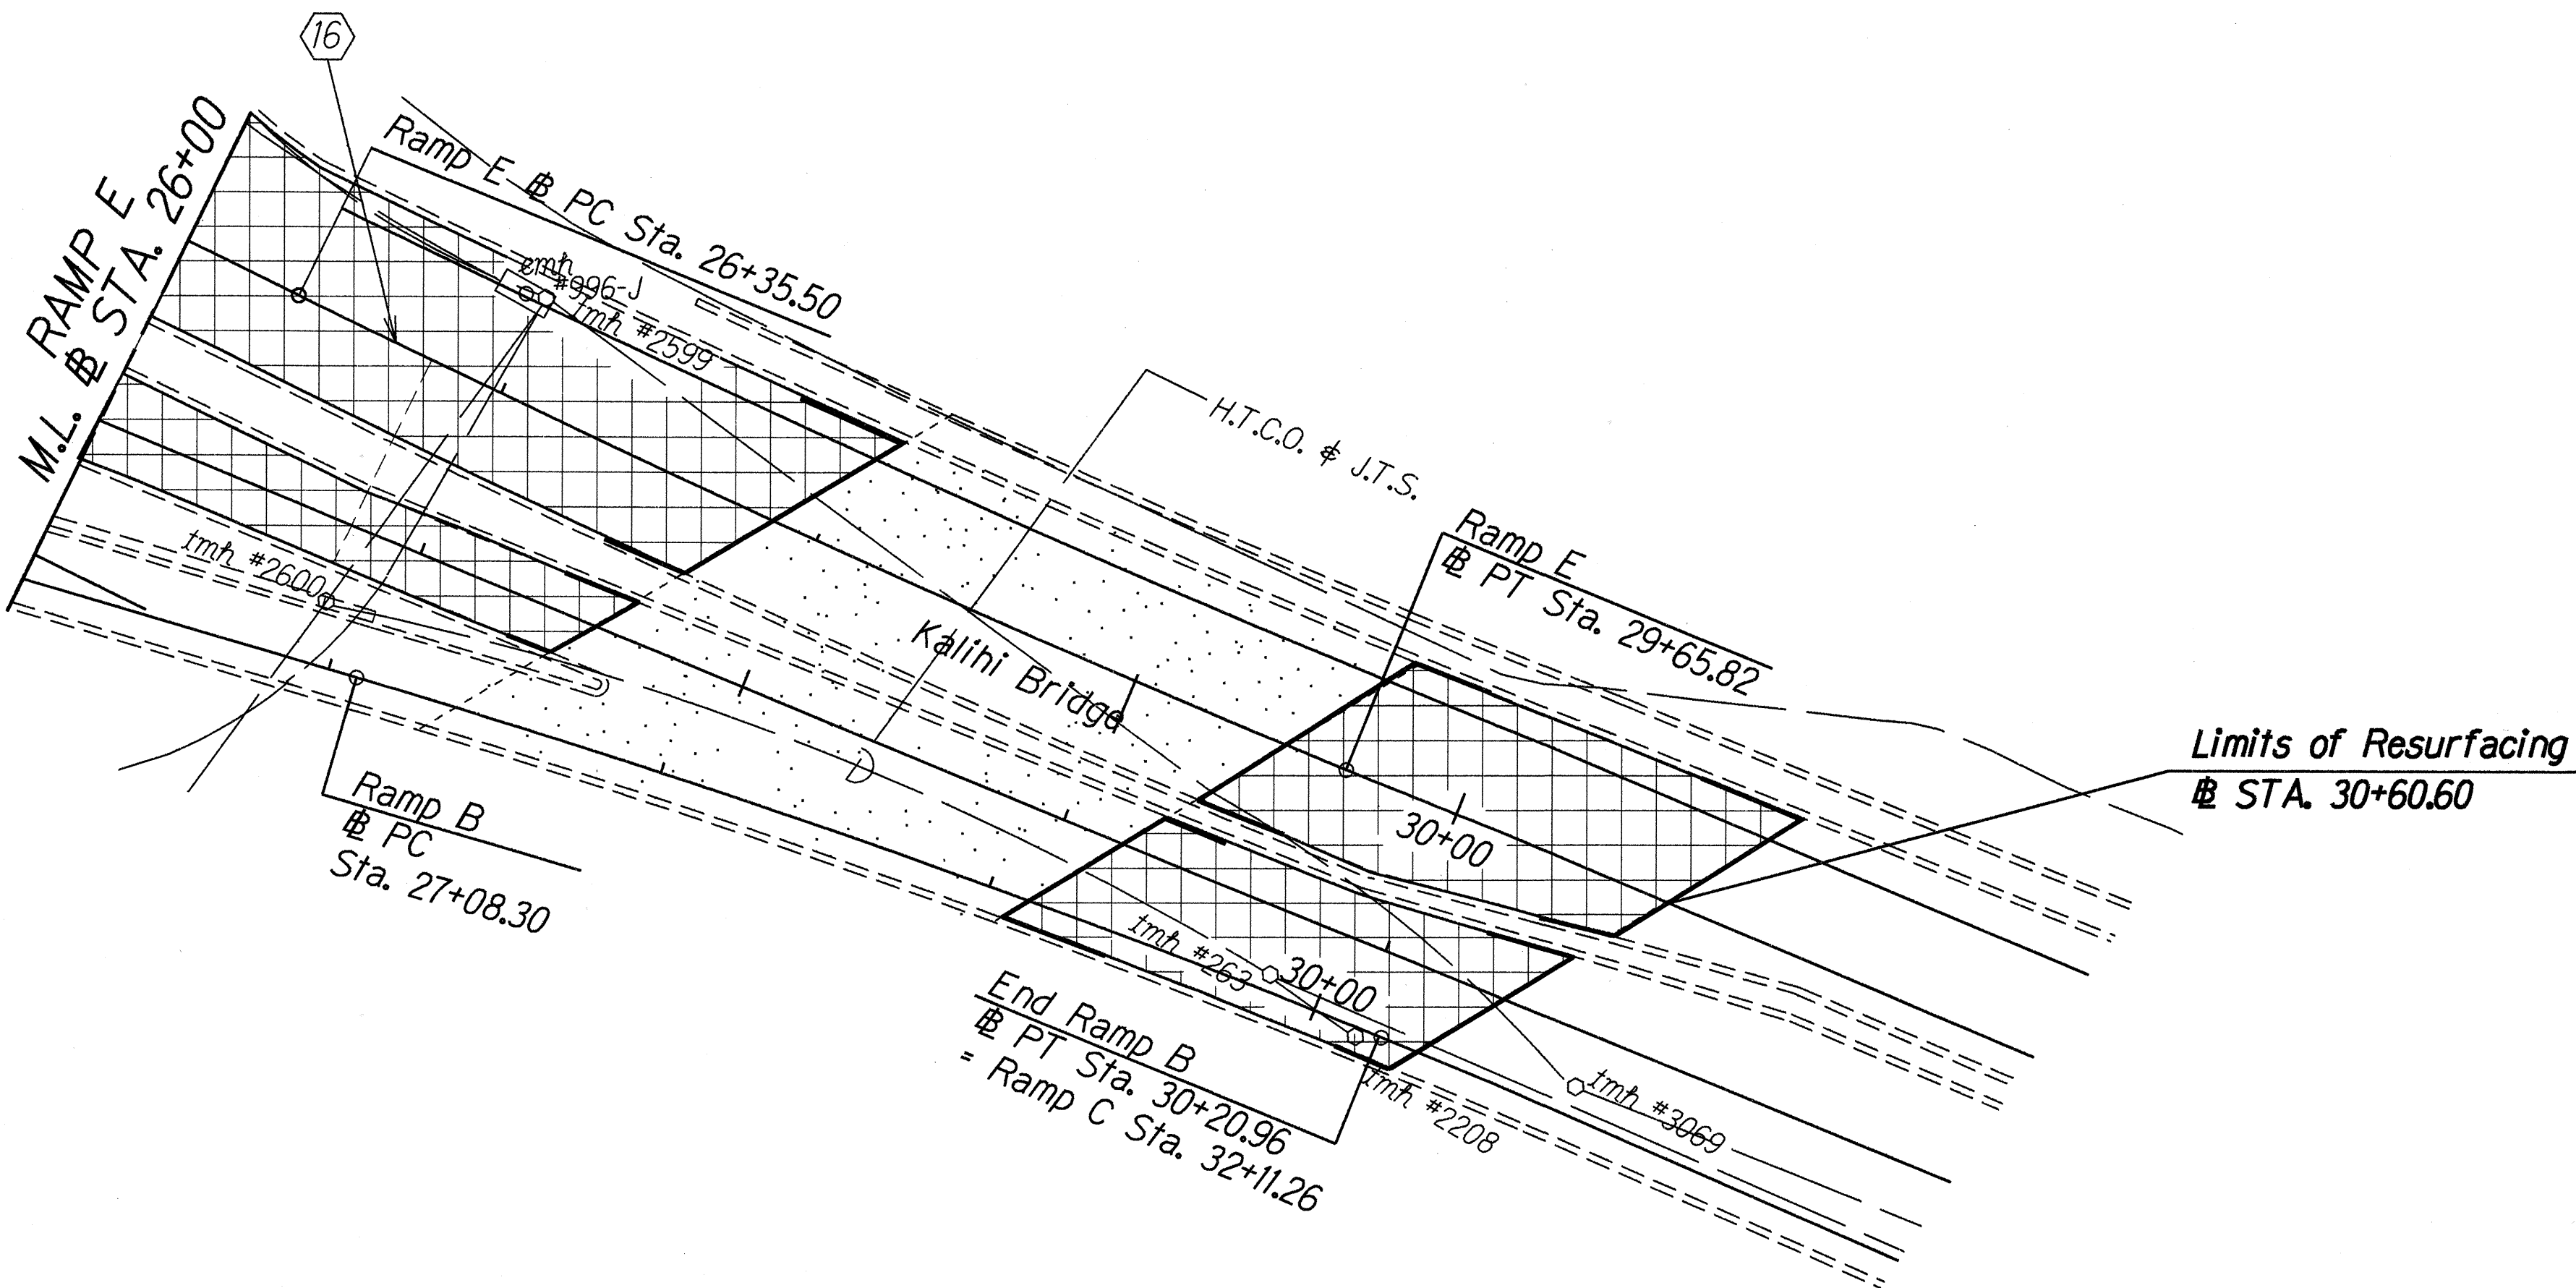 16
RAMP E
M.L. ⅊ STA. 26+00
Ramp E ⅊ PC Sta. 26+35.50
emh
#996-J
tmh #2599
H.T.C.O. ⅊ J.T.S.
Ramp E
⅊ PT Sta. 29+65.82
tmh #2600
Kalihi Bridge
Limits of Resurfacing
⅊ STA. 30+60.60
Ramp B
⅊ PC
Sta. 27+08.30
30+00
tmh #263
30+00
End Ramp B
⅊ PT Sta. 30+20.96
= Ramp C Sta. 32+11.26
tmh #2208
tmh #3069